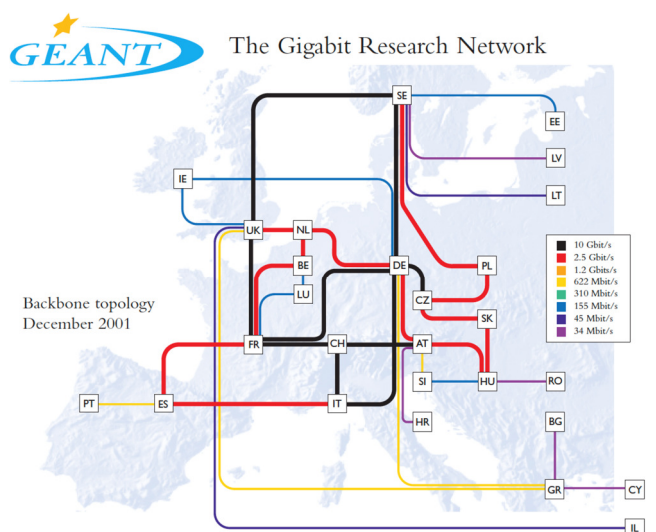 GEANT
The Gigabit Research Network
SE
EE
LV
IE
LT
UK
NL
BE
DE
PL
LU
CZ
SK
FR
CH
AT
SI
HU
RO
PT
ES
IT
HR
BG
GR
CY
IL
10 Gbit/s
2.5 Gbit/s
1.2 Gbit/s
622 Mbit/s
310 Mbit/s
155 Mbit/s
45 Mbit/s
34 Mbit/s
Backbone topology
December 2001